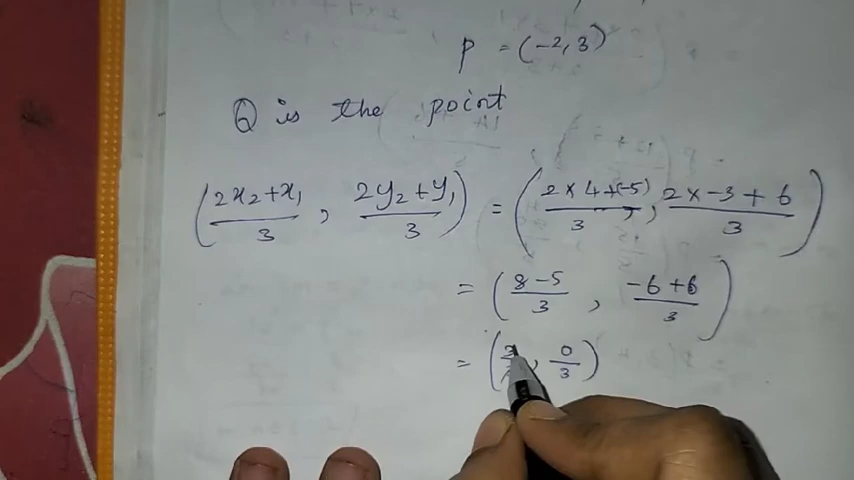 P = (-2, 3)
Q is the point
(2x₂+x₁/3, 2y₂+y₁/3) = (2×4+(-5)/3, 2×-3+6/3)
= (8-5/3, -6+6/3)
= (3/, 0/3)